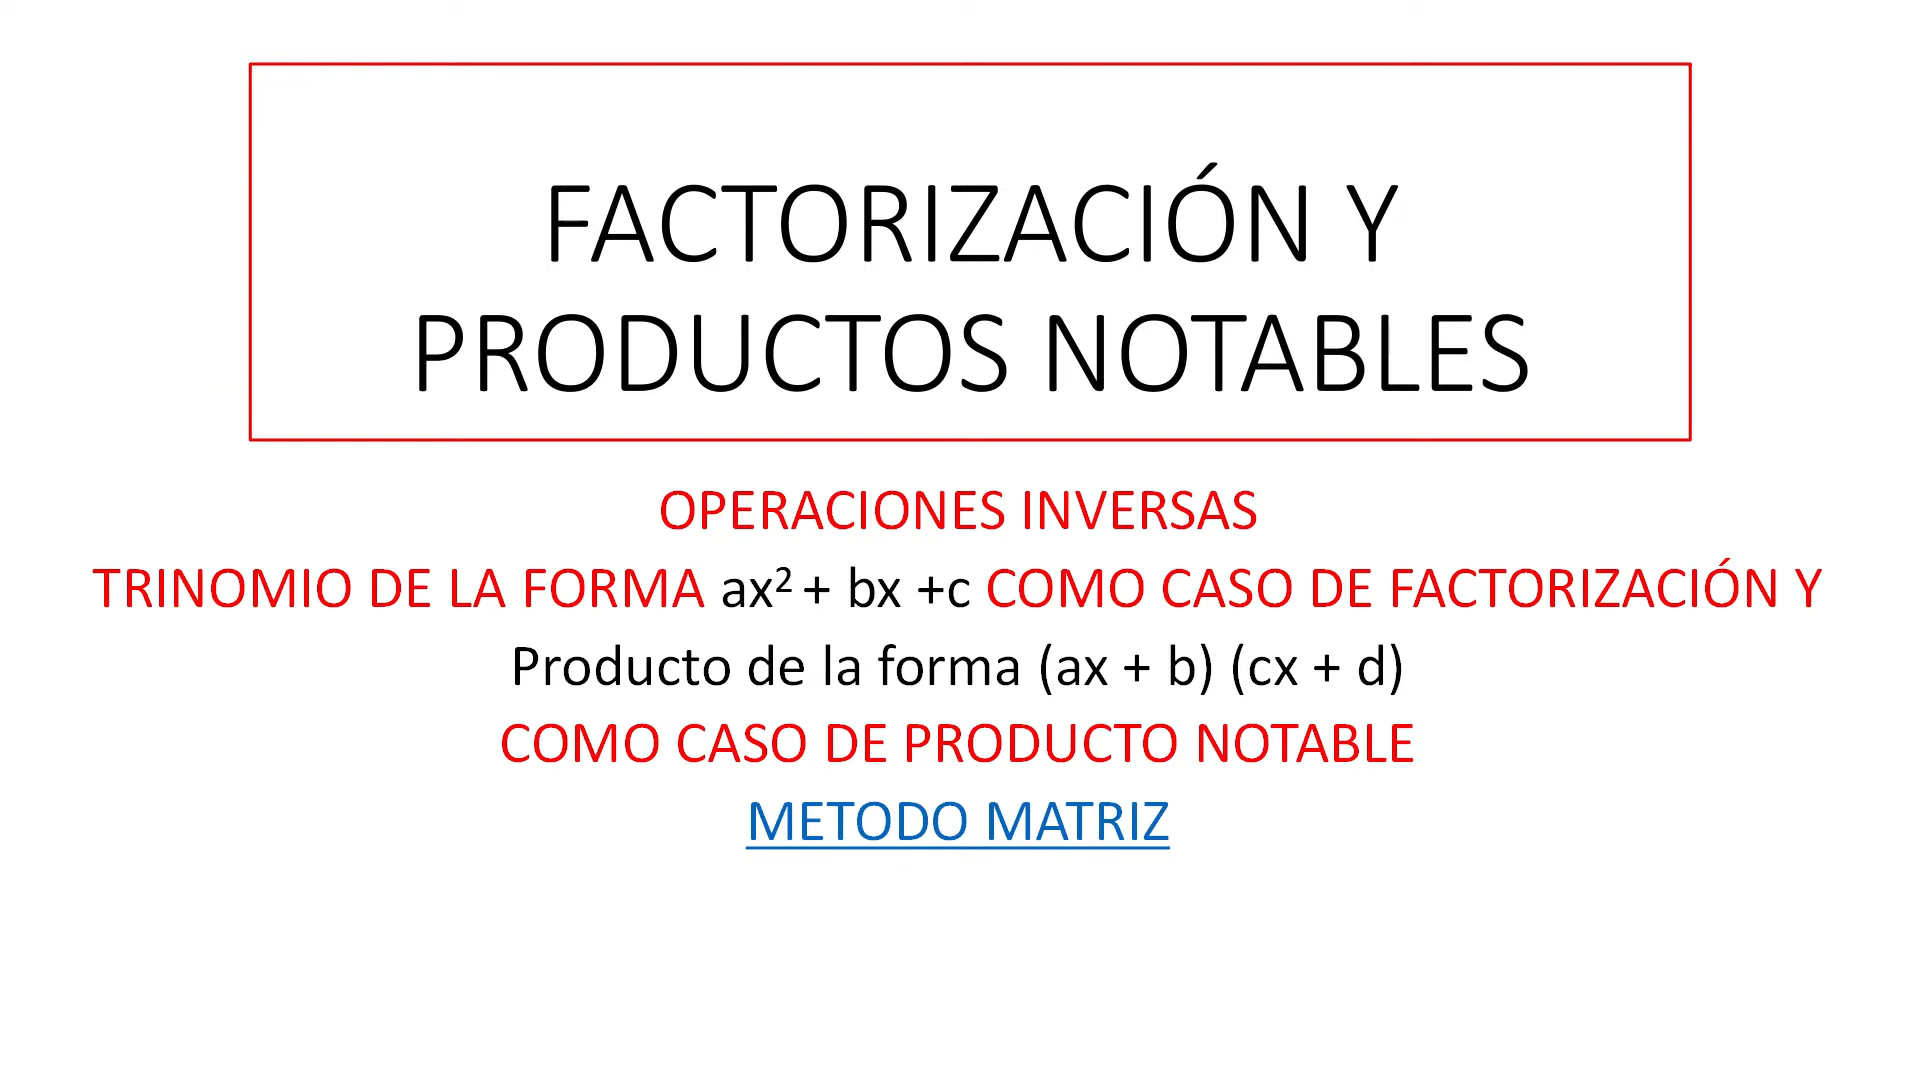 FACTORIZACIÓN Y
PRODUCTOS NOTABLES
OPERACIONES INVERSAS
TRINOMIO DE LA FORMA ax² + bx +c COMO CASO DE FACTORIZACIÓN Y
Producto de la forma (ax + b) (cx + d)
COMO CASO DE PRODUCTO NOTABLE
METODO MATRIZ